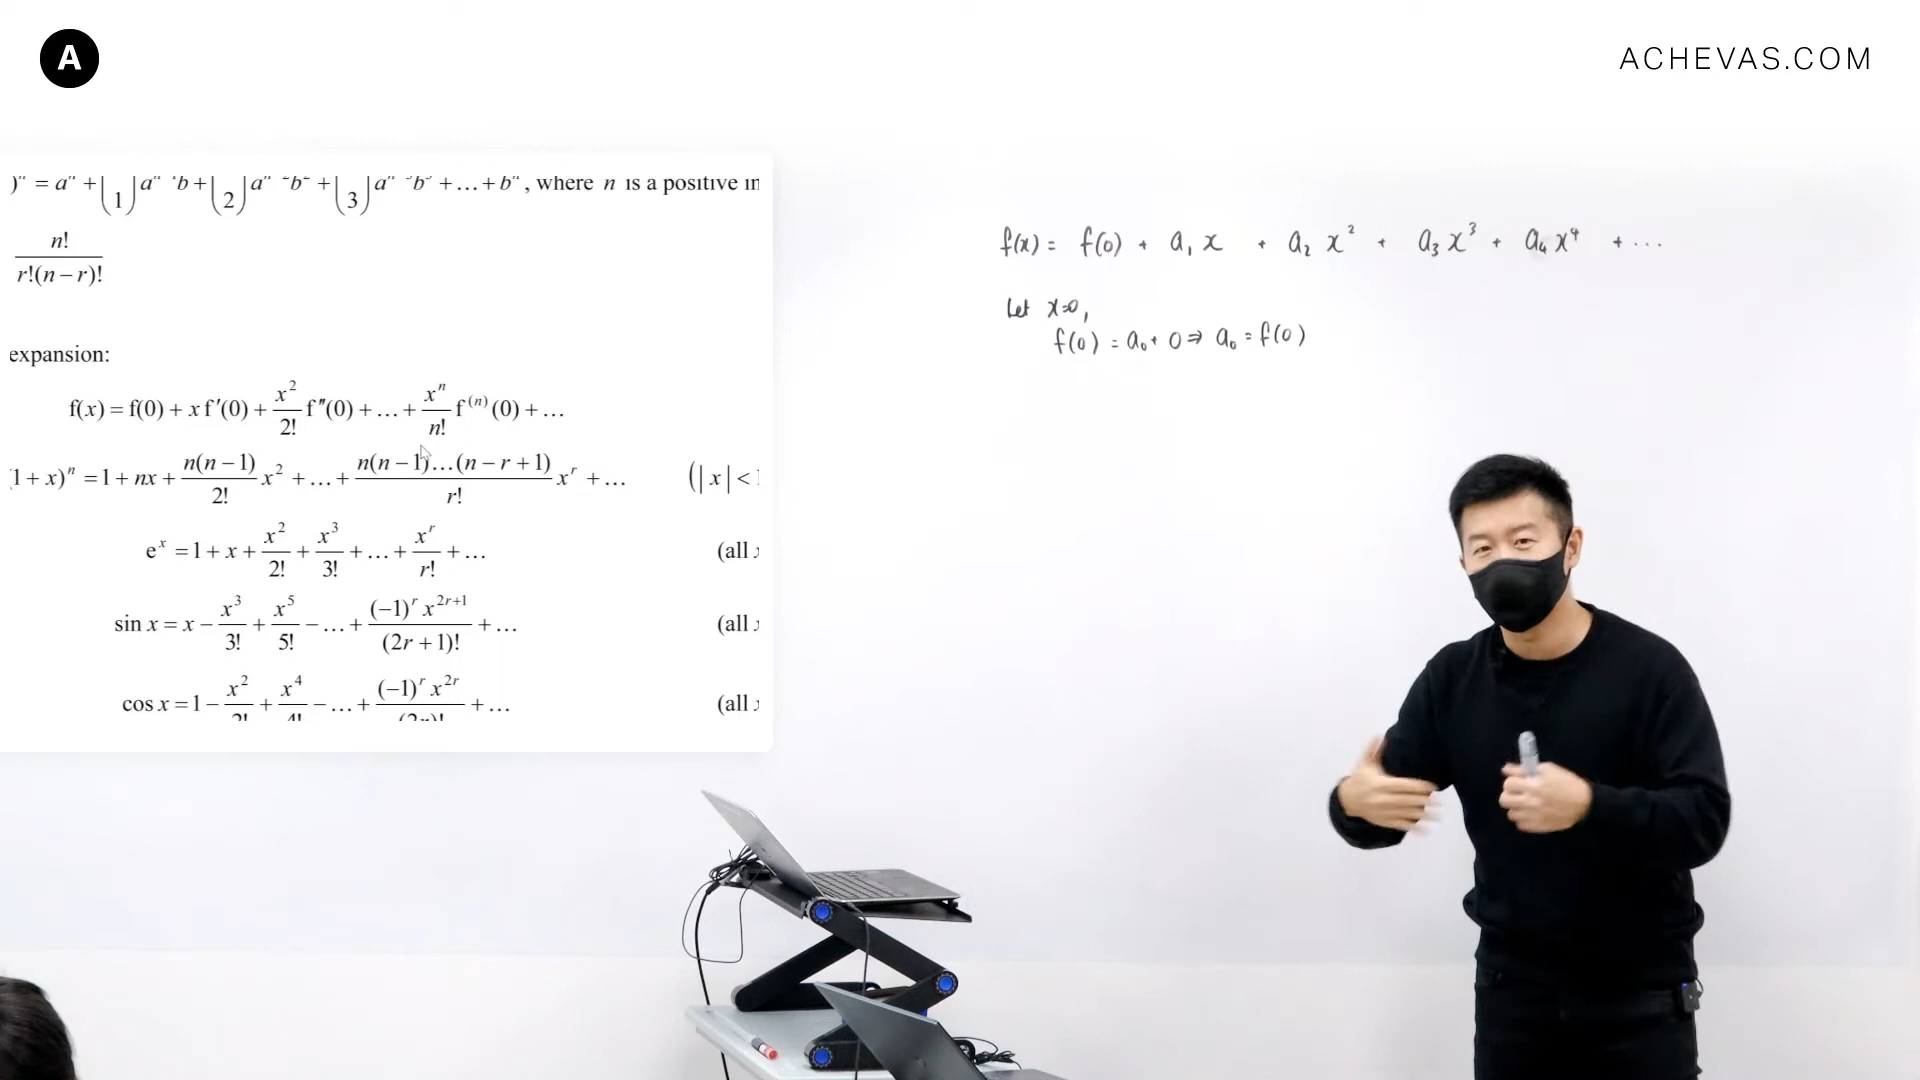 A
ACHEVAS.COM
)ⁿ = aⁿ + (1) aⁿ⁻¹b + (2) aⁿ⁻²b² + (3) aⁿ⁻³b³ + … + bⁿ, where n is a positive in
n!
r!(n − r)!
expansion:
f(x) = f(0) + x f′(0) + x²/2! f″(0) + … + xⁿ/n! f⁽ⁿ⁾(0) + …
1 + x)ⁿ = 1 + nx + n(n − 1)/2! x² + … + n(n − 1)…(n − r + 1)/r! xʳ + … (|x| < 1
eˣ = 1 + x + x²/2! + x³/3! + … + xʳ/r! + … (all x
sin x = x − x³/3! + x⁵/5! − … + (−1)ʳ x²ʳ⁺¹/(2r + 1)! + … (all x
cos x = 1 − x²/2! + x⁴/4! − … + (−1)ʳ x²ʳ/(2r)! + … (all x
f(x) = f(0) + a₁x + a₂x² + a₃x³ + a₄x⁴ + ...
Let x=0,
f(0) = a₀ + 0 ⇒ a₀ = f(0)